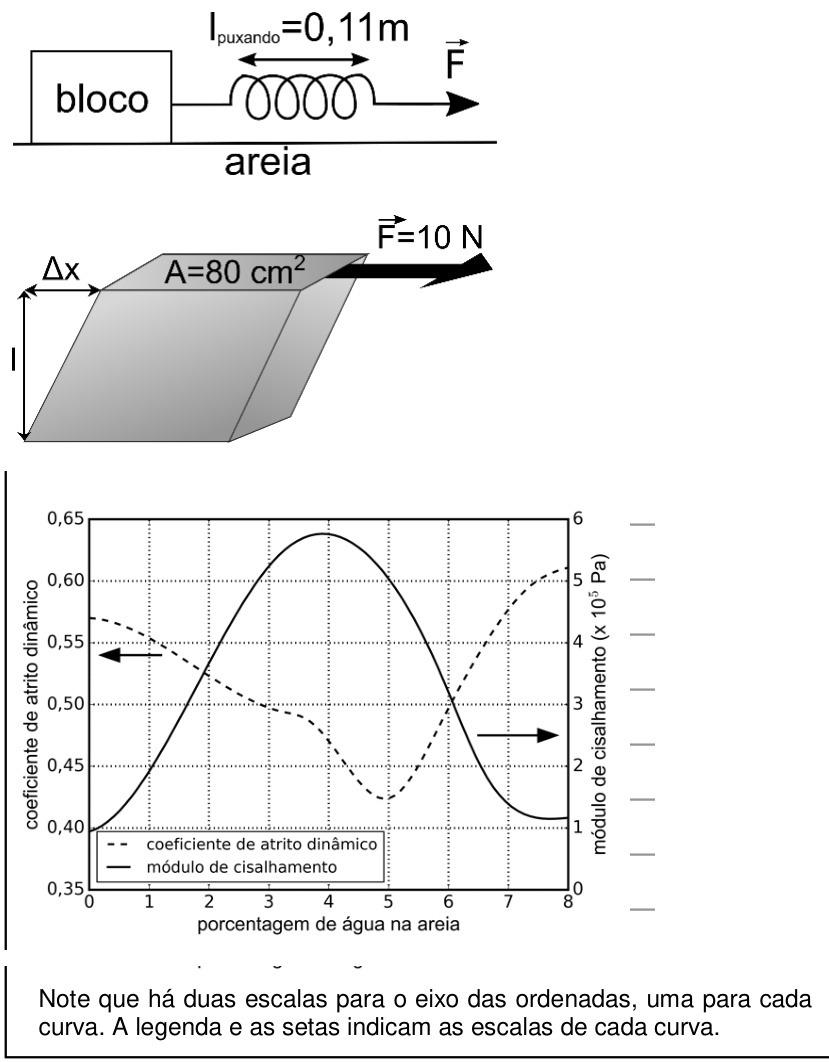 lpuxando=0,11m
F
bloco
areia
F=10 N
Δx
A=80 cm²
l
0,65
0,60
0,55
0,50
0,45
0,40
0,35
coeficiente de atrito dinâmico
6
5
4
3
2
1
0
módulo de cisalhamento (x 10⁵ Pa)
coeficiente de atrito dinâmico
módulo de cisalhamento
0 1 2 3 4 5 6 7 8
porcentagem de água na areia
Note que há duas escalas para o eixo das ordenadas, uma para cada
curva. A legenda e as setas indicam as escalas de cada curva.